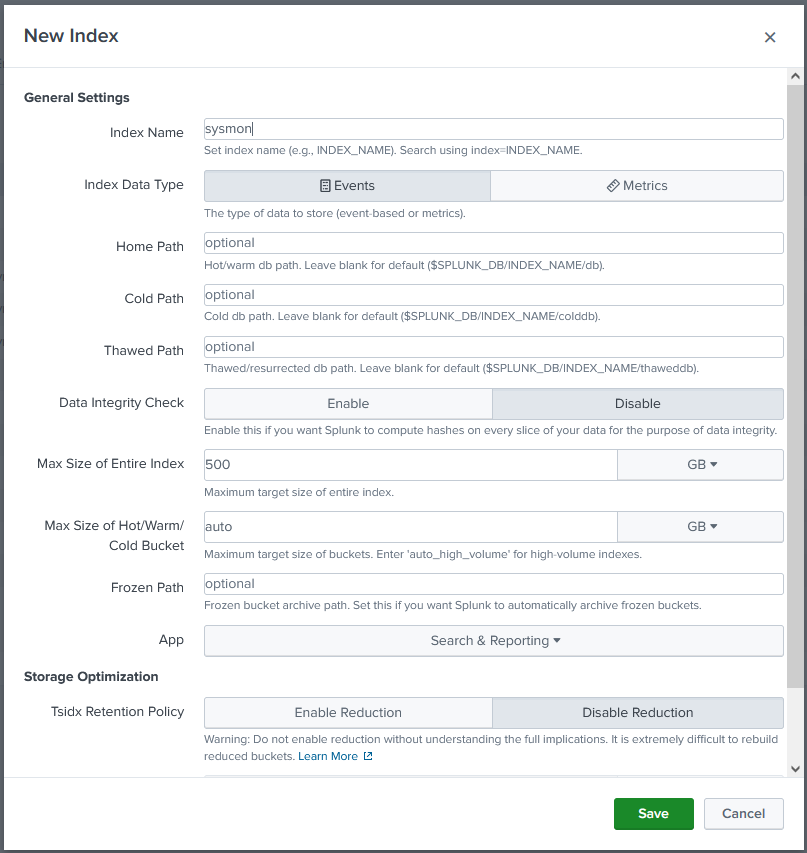 New Index
General Settings
Index Name
sysmon
Set index name (e.g., INDEX_NAME). Search using index=INDEX_NAME.
Index Data Type
Events
Metrics
The type of data to store (event-based or metrics).
Home Path
optional
Hot/warm db path. Leave blank for default ($SPLUNK_DB/INDEX_NAME/db).
Cold Path
optional
Cold db path. Leave blank for default ($SPLUNK_DB/INDEX_NAME/colddb).
Thawed Path
optional
Thawed/resurrected db path. Leave blank for default ($SPLUNK_DB/INDEX_NAME/thaweddb).
Data Integrity Check
Enable
Disable
Enable this if you want Splunk to compute hashes on every slice of your data for the purpose of data integrity.
Max Size of Entire Index
500
GB
Maximum target size of entire index.
Max Size of Hot/Warm/
Cold Bucket
auto
GB
Maximum target size of buckets. Enter 'auto_high_volume' for high-volume indexes.
Frozen Path
optional
Frozen bucket archive path. Set this if you want Splunk to automatically archive frozen buckets.
App
Search & Reporting
Storage Optimization
Tsidx Retention Policy
Enable Reduction
Disable Reduction
Warning: Do not enable reduction without understanding the full implications. It is extremely difficult to rebuild
reduced buckets. Learn More
Save
Cancel